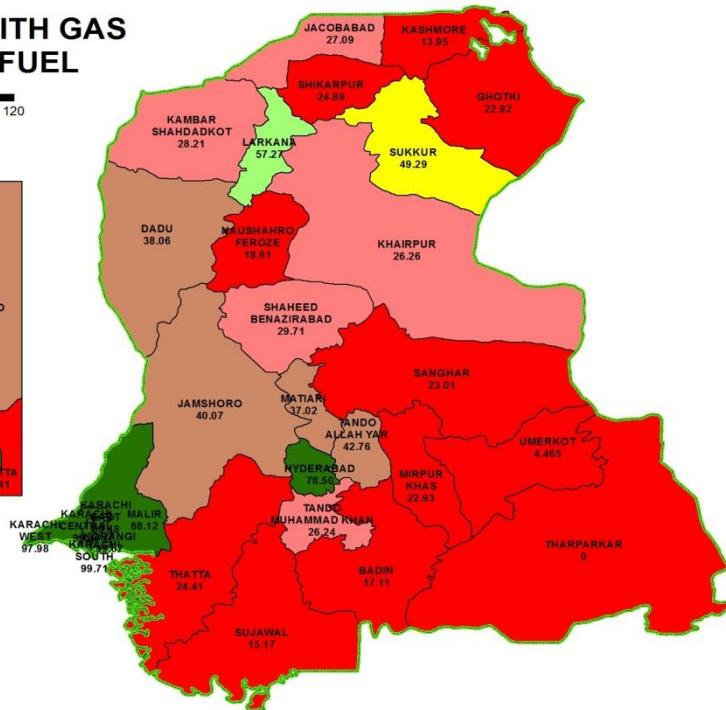 ITH GAS
FUEL
120
JACOBABAD
27.09
KASHMORE
13.95
SHIKARPUR
24.89
GHOTKI
22.92
KAMBAR
SHAHDADKOT
28.21
LARKANA
57.27
SUKKUR
49.29
DADU
38.06
NAUSHAHRO
FEROZE
18.61
KHAIRPUR
26.26
SHAHEED
BENAZIRABAD
29.71
SANGHAR
23.01
JAMSHORO
40.07
MATIARI
37.02
TANDO
ALLAH YAR
42.76
UMERKOT
4.465
HYDERABAD
78.50
MIRPUR
KHAS
22.93
KARACHI
MALIR
88.12
KARACHI
WEST
97.98
SOUTH
99.71
TANDO
MUHAMMAD KHAN
26.24
THARPARKAR
0
THATTA
24.41
BADIN
17.11
SUJAWAL
15.17